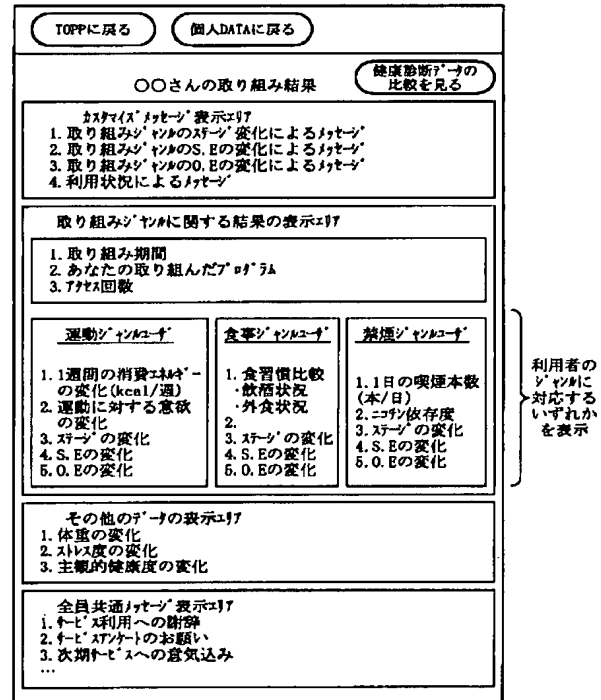 TOPPに戻る
個人DATAに戻る
○○さんの取り組み結果
健康診断ﾃﾞｰﾀの
比較を見る
ｶｽﾀﾏｲｽﾞﾒｯｾｰｼﾞ表示ｴﾘｱ
1. 取り組みｼﾞｬﾝﾙのｽﾃｰｼﾞ変化によるﾒｯｾｰｼﾞ
2. 取り組みｼﾞｬﾝﾙのS.Eの変化によるﾒｯｾｰｼﾞ
3. 取り組みｼﾞｬﾝﾙのO.Eの変化によるﾒｯｾｰｼﾞ
4. 利用状況によるﾒｯｾｰｼﾞ
取り組みｼﾞｬﾝﾙに関する結果の表示ｴﾘｱ
1. 取り組み期間
2. あなたの取り組んだﾌﾟﾛｸﾞﾗﾑ
3. ｱｸｾｽ回数
運動ｼﾞｬﾝﾙﾕｰｻﾞ
1. 1週間の消費ｴﾈﾙｷﾞｰ
の変化(kcal/週)
2. 運動に対する意欲
の変化
3. ｽﾃｰｼﾞの変化
4. S.Eの変化
5. O.Eの変化
食事ｼﾞｬﾝﾙﾕｰｻﾞ
1. 食習慣比較
・飲酒状況
・外食状況
2.
3. ｽﾃｰｼﾞの変化
4. S.Eの変化
5. O.Eの変化
禁煙ｼﾞｬﾝﾙﾕｰｻﾞ
1. 1日の喫煙本数
(本/日)
2. ﾆｺﾁﾝ依存度
3. ｽﾃｰｼﾞの変化
4. S.Eの変化
5. O.Eの変化
利用者の
ｼﾞｬﾝﾙに
対応する
いずれか
を表示
その他のﾃﾞｰﾀの表示ｴﾘｱ
1. 体重の変化
2. ｽﾄﾚｽ度の変化
3. 主観的健康度の変化
全員共通ﾒｯｾｰｼﾞ表示ｴﾘｱ
1. ｻｰﾋﾞｽ利用への謝辞
2. ｻｰﾋﾞｽｱﾝｹｰﾄのお願い
3. 次期ｻｰﾋﾞｽへの意気込み
…